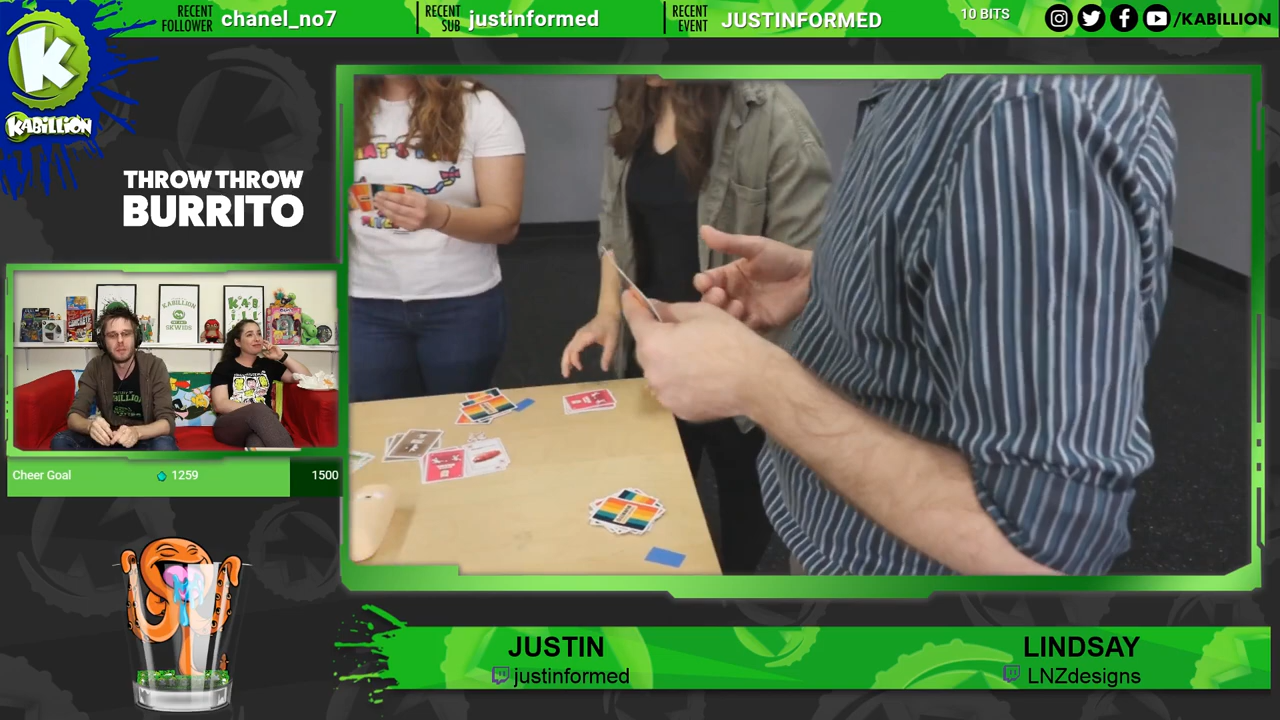 RECENT FOLLOWER chanel_no7
RECENT SUB justinformed
RECENT EVENT JUSTINFORMED
10 BITS
/KABILLION
K
KABILLION
THROW THROW
BURRITO
Cheer Goal 1259 1500
JUSTIN
justinformed
LINDSAY
LNZdesigns